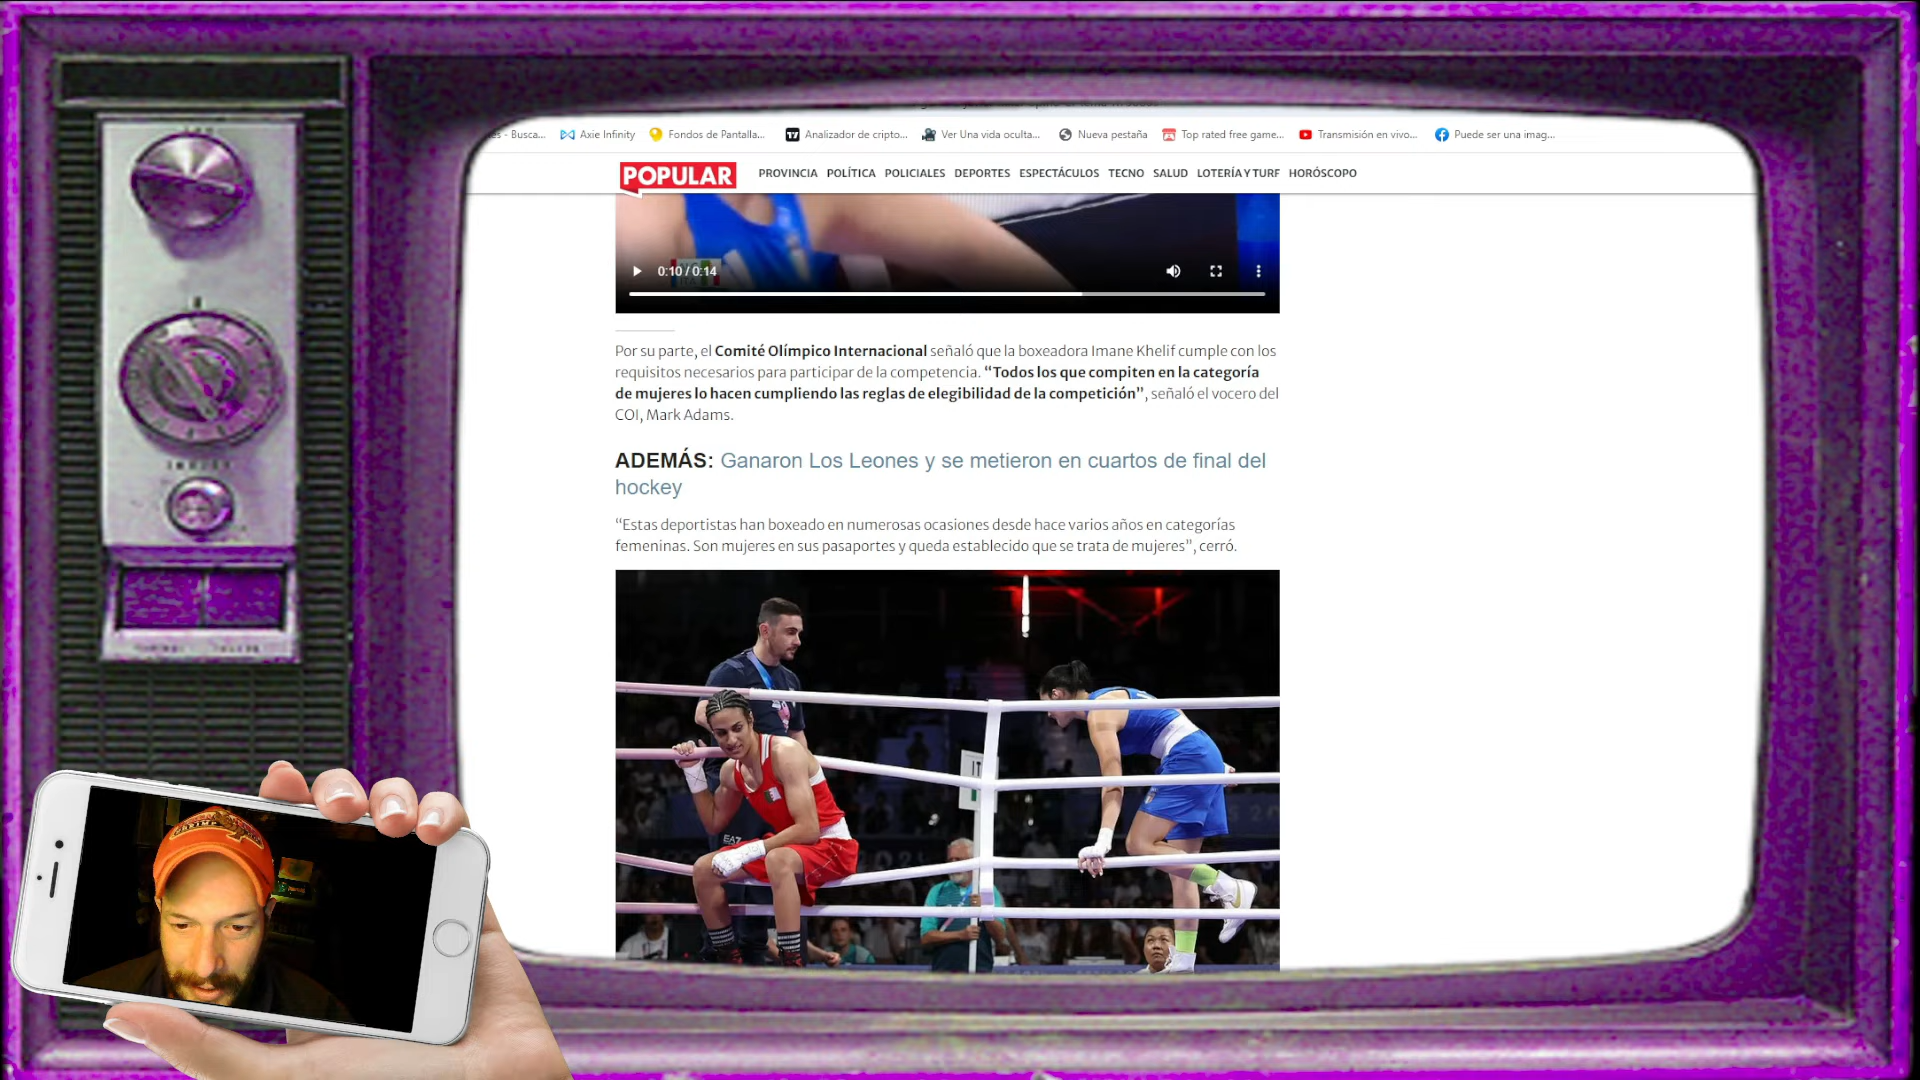 es - Busca...
Axie Infinity
Fondos de Pantalla...
Analizador de cripto...
Ver Una vida oculta...
Nueva pestaña
Top rated free game...
Transmisión en vivo...
Puede ser una imag...
POPULAR
PROVINCIA POLÍTICA POLICIALES DEPORTES ESPECTÁCULOS TECNO SALUD LOTERÍA Y TURF HORÓSCOPO
0:10 / 0:14
Por su parte, el Comité Olímpico Internacional señaló que la boxeadora Imane Khelif cumple con los
requisitos necesarios para participar de la competencia. “Todos los que compiten en la categoría
de mujeres lo hacen cumpliendo las reglas de elegibilidad de la competición”, señaló el vocero del
COI, Mark Adams.
ADEMÁS: Ganaron Los Leones y se metieron en cuartos de final del
hockey
“Estas deportistas han boxeado en numerosas ocasiones desde hace varios años en categorías
femeninas. Son mujeres en sus pasaportes y queda establecido que se trata de mujeres”, cerró.
EA7